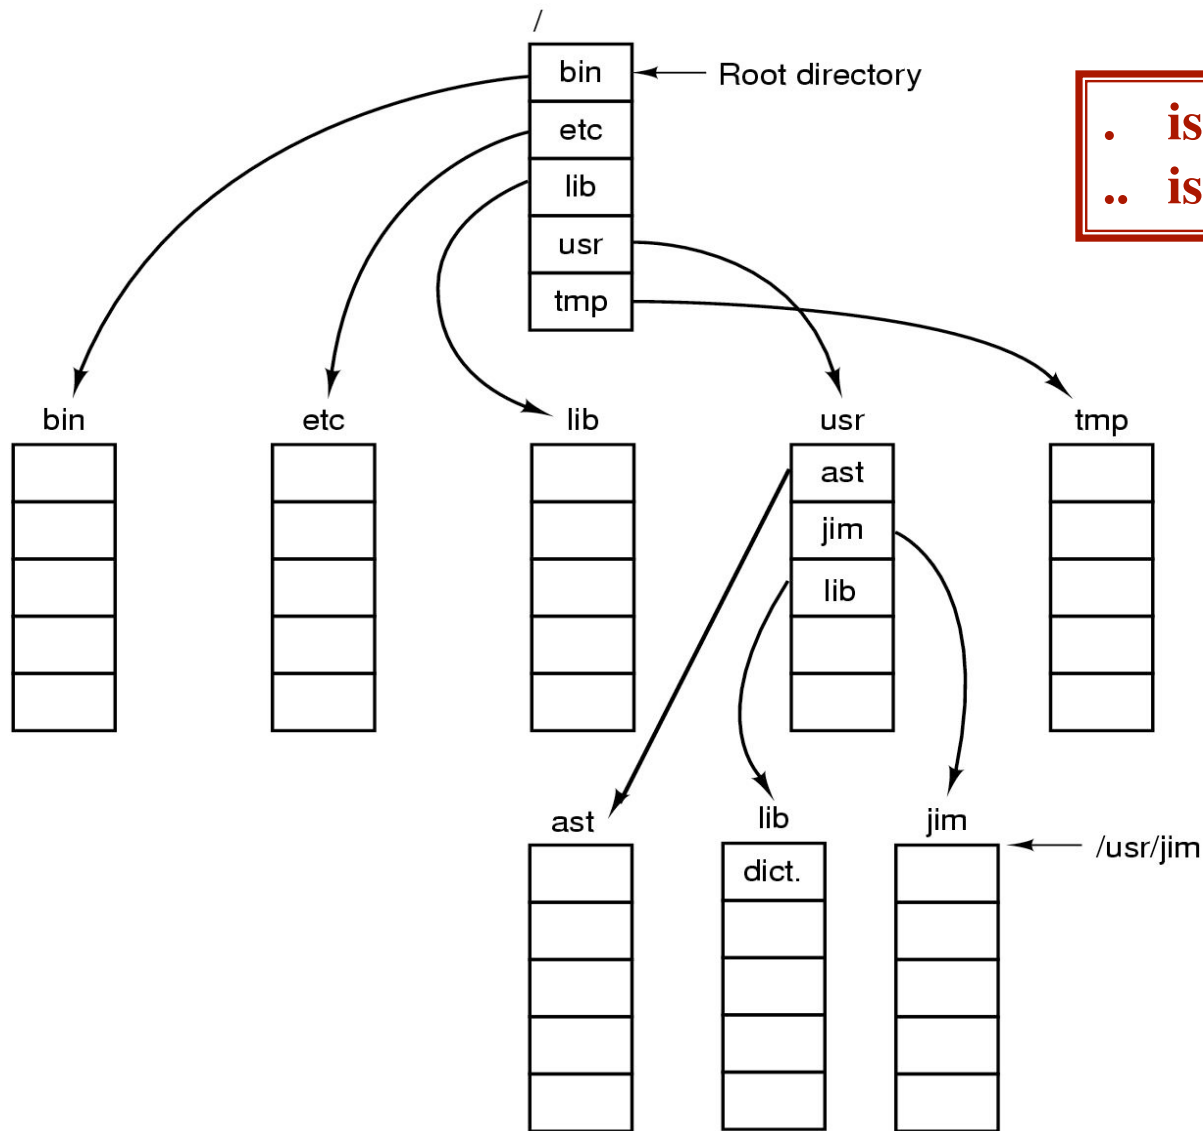 /
bin
Root directory
etc
lib
usr
tmp
. is
.. is
bin
etc
lib
usr
tmp
ast
jim
lib
ast
lib
jim
dict.
/usr/jim